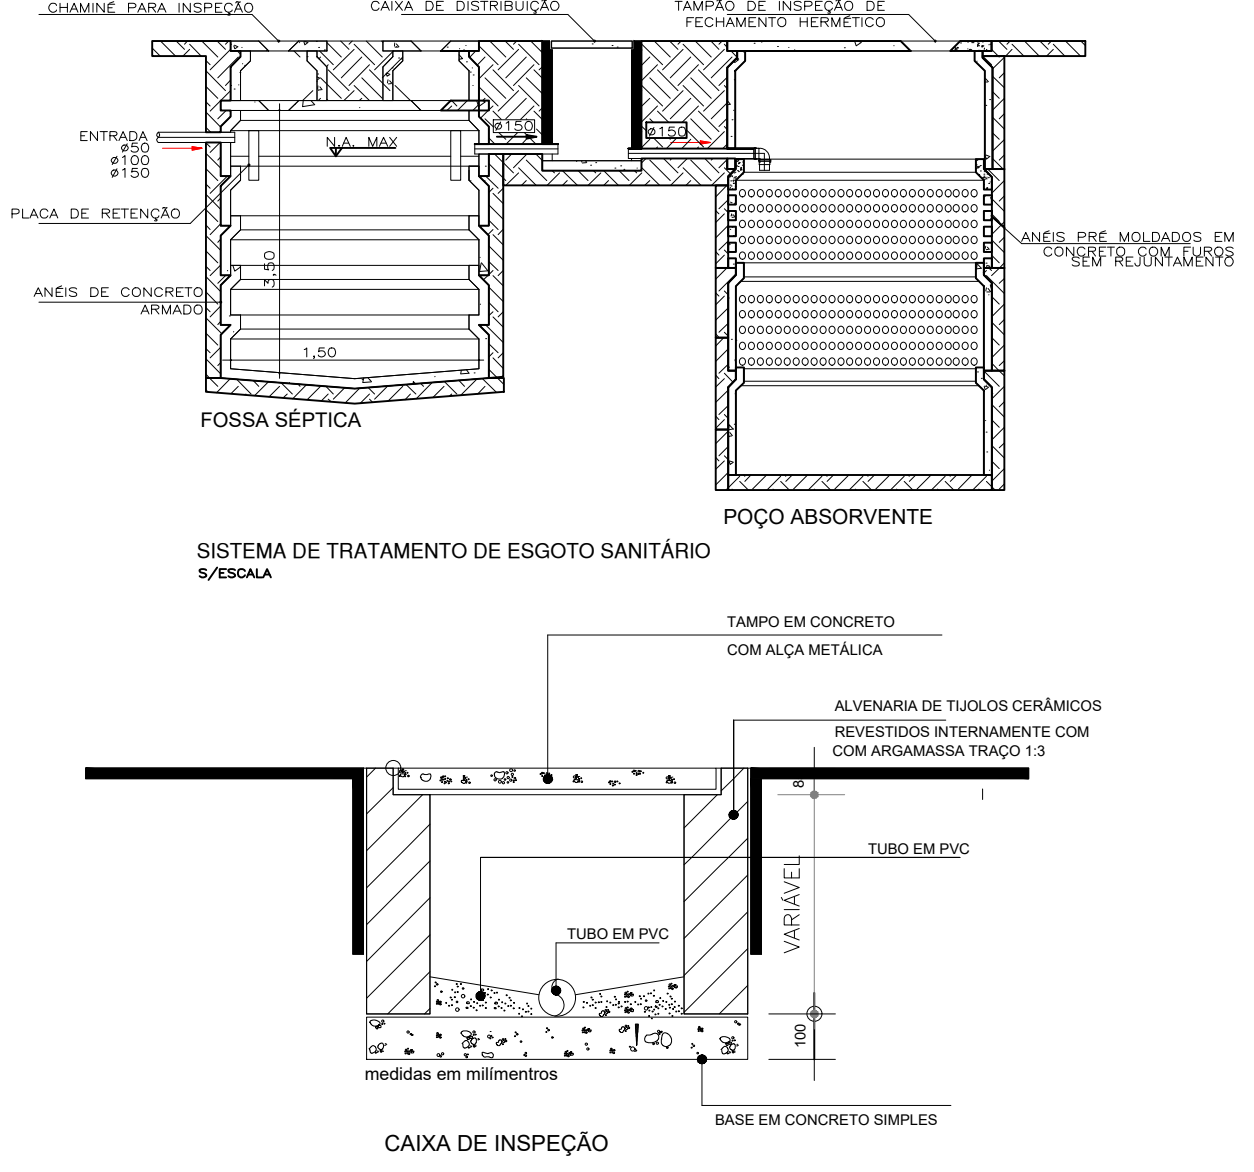 CHAMINÉ PARA INSPEÇÃO
CAIXA DE DISTRIBUIÇÃO
TAMPÃO DE INSPEÇÃO DE
FECHAMENTO HERMÉTICO
ENTRADA
ø50
ø100
ø150
N.A. MAX
ø150
ø150
PLACA DE RETENÇÃO
ANÉIS DE CONCRETO
ARMADO
3,50
1,50
ANÉIS PRÉ MOLDADOS EM
CONCRETO COM FUROS
SEM REJUNTAMENTO
FOSSA SÉPTICA
POÇO ABSORVENTE
SISTEMA DE TRATAMENTO DE ESGOTO SANITÁRIO
S/ESCALA
TAMPO EM CONCRETO
COM ALÇA METÁLICA
ALVENARIA DE TIJOLOS CERÂMICOS
REVESTIDOS INTERNAMENTE COM
COM ARGAMASSA TRAÇO 1:3
8
TUBO EM PVC
VARIÁVEL
TUBO EM PVC
100
medidas em milímentros
BASE EM CONCRETO SIMPLES
CAIXA DE INSPEÇÃO